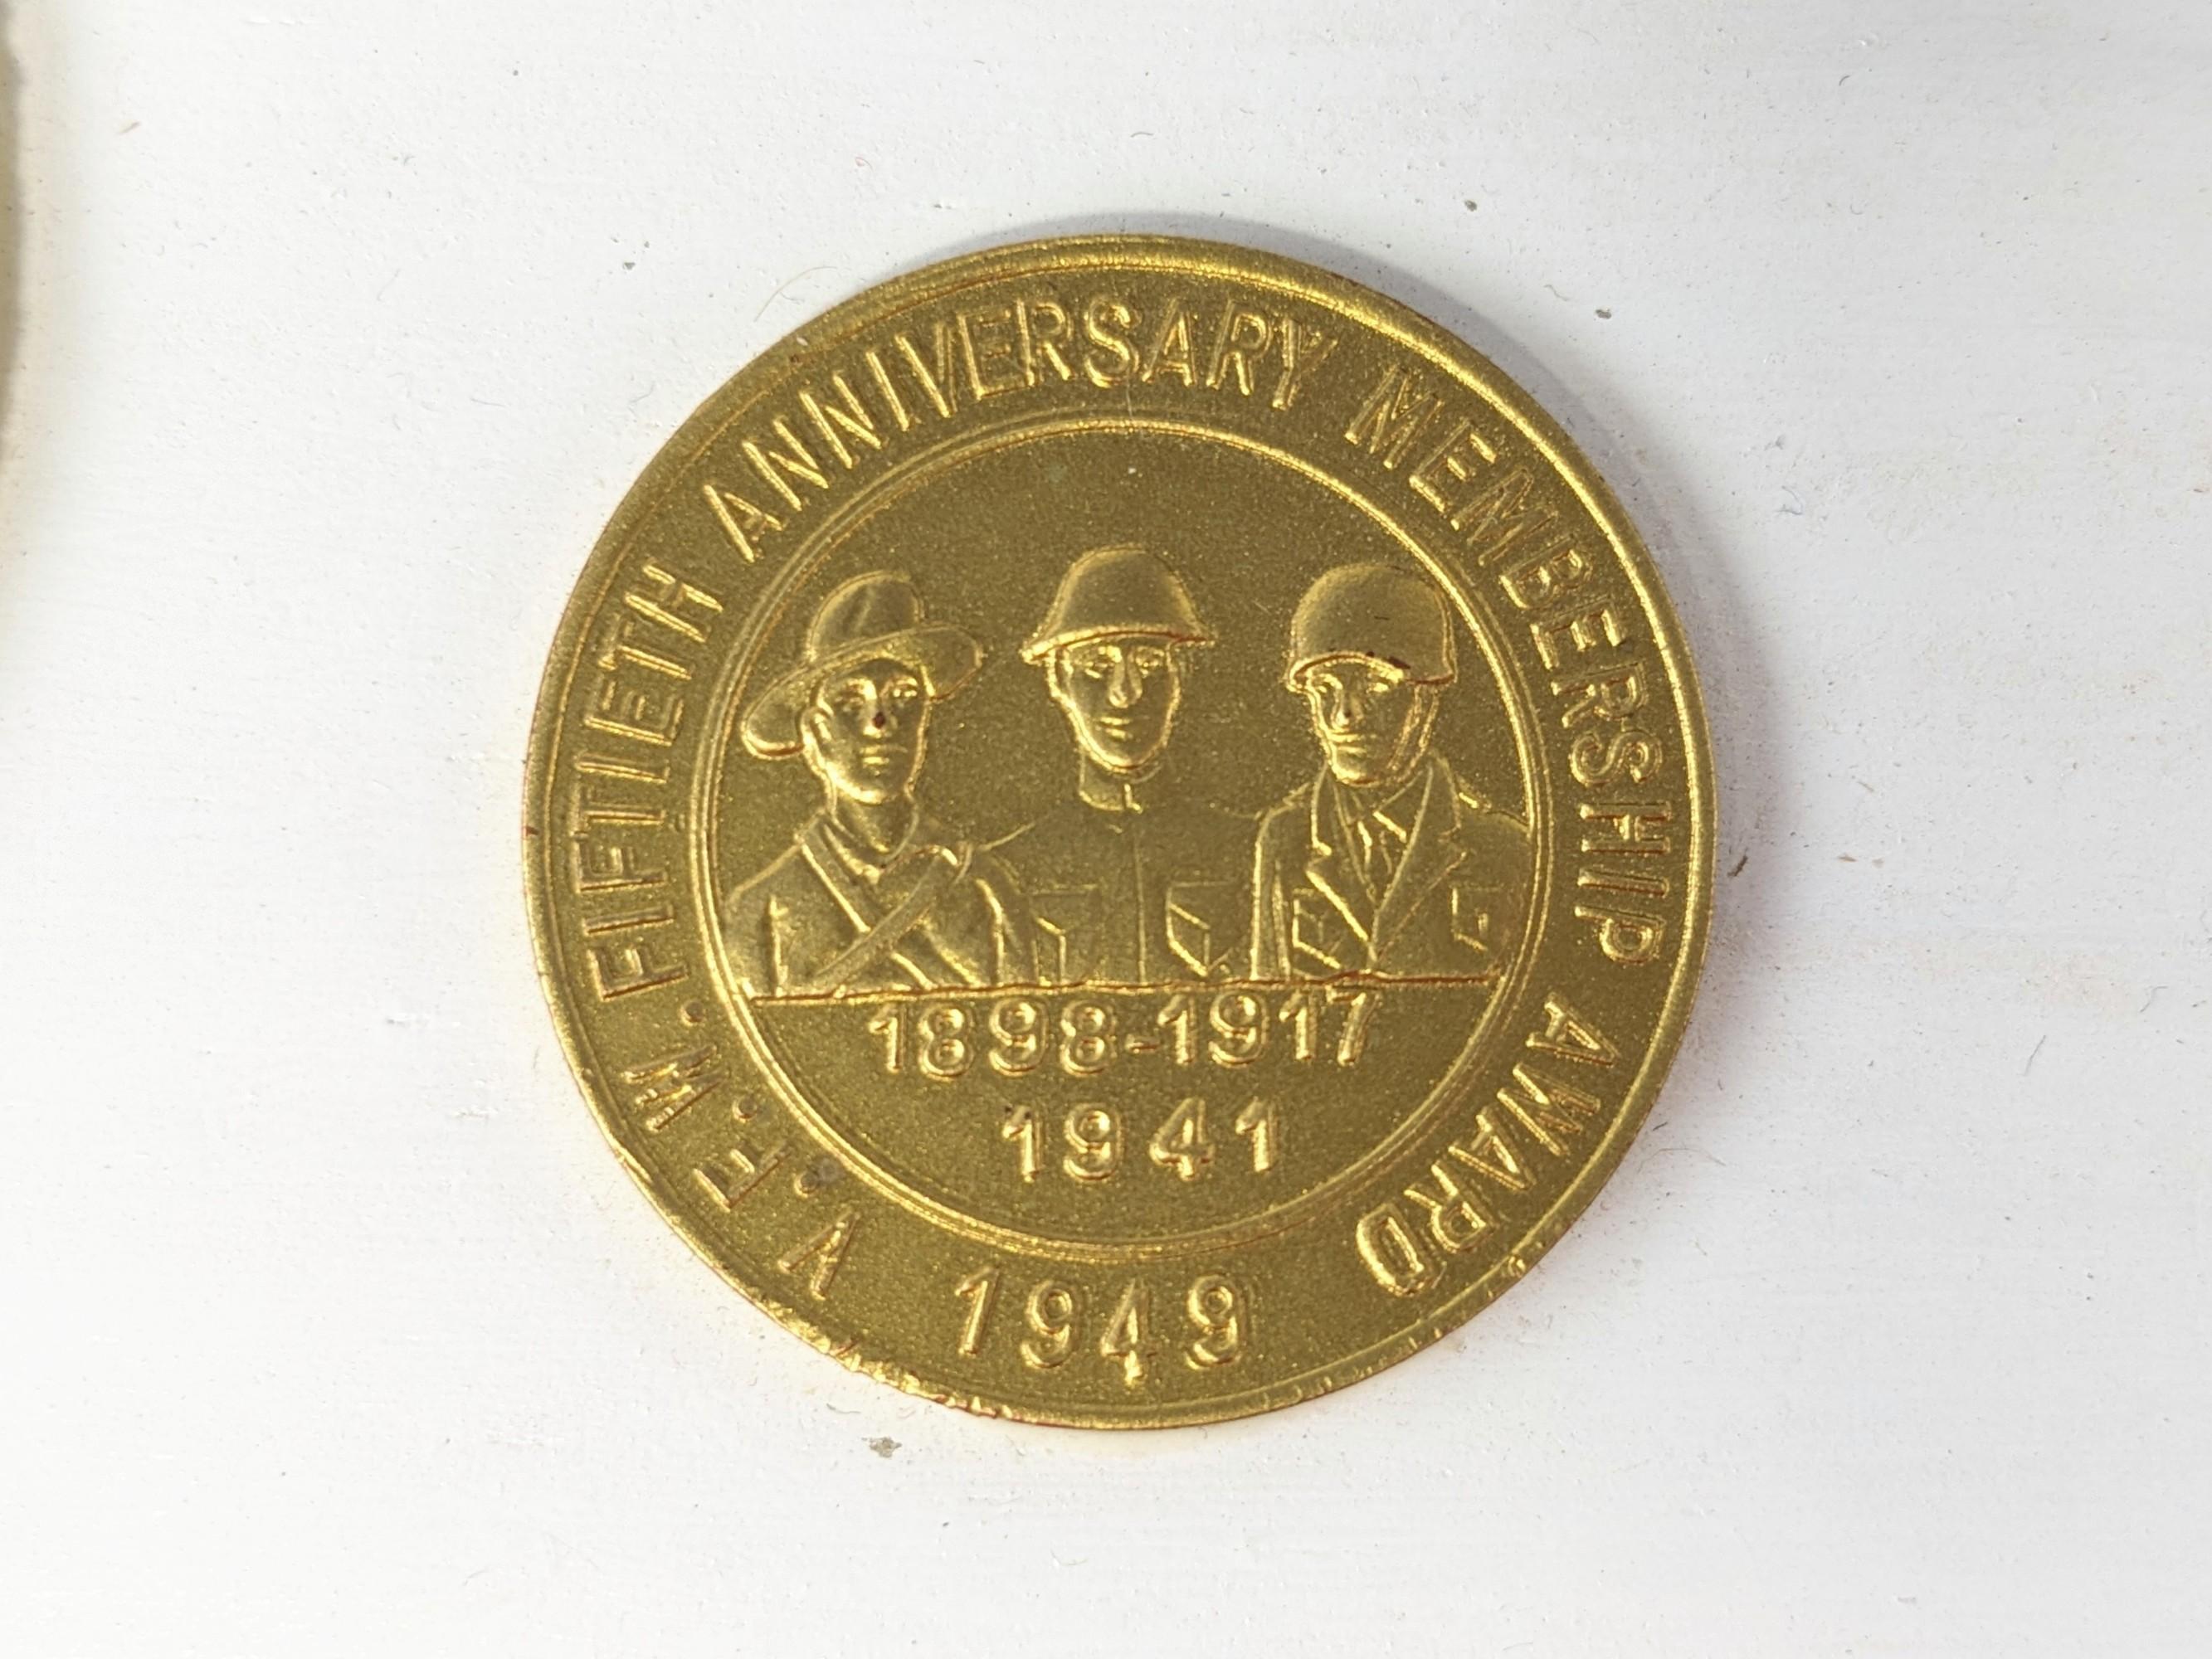 V.F.W. FIFTIETH ANNIVERSARY MEMBERSHIP AWARD
1898-1917
1941
1949